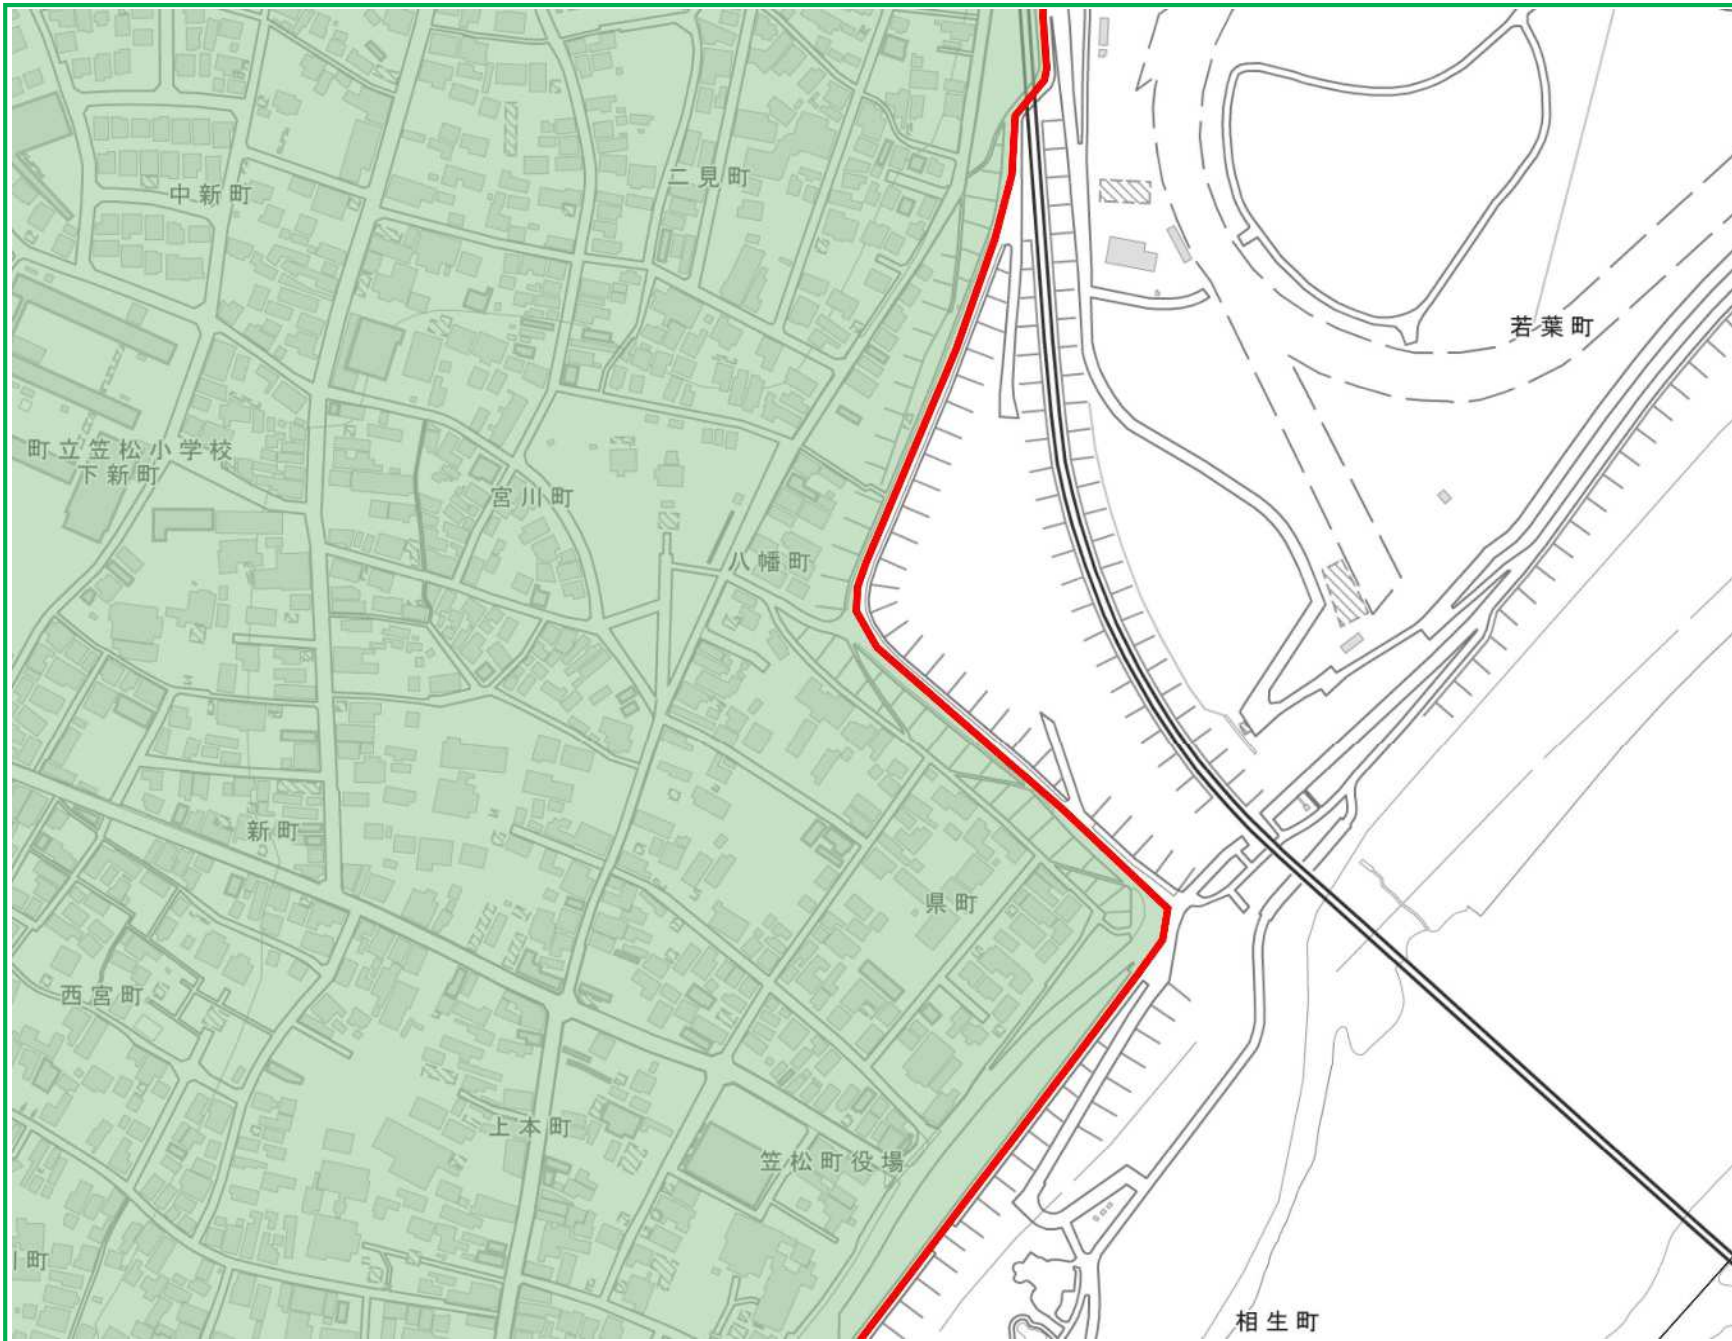 二見町
中新町
若葉町
町立笠松小学校
下新町
宮川町
八幡町
新町
県町
西宮町
上本町
笠松町役場
町
相生町